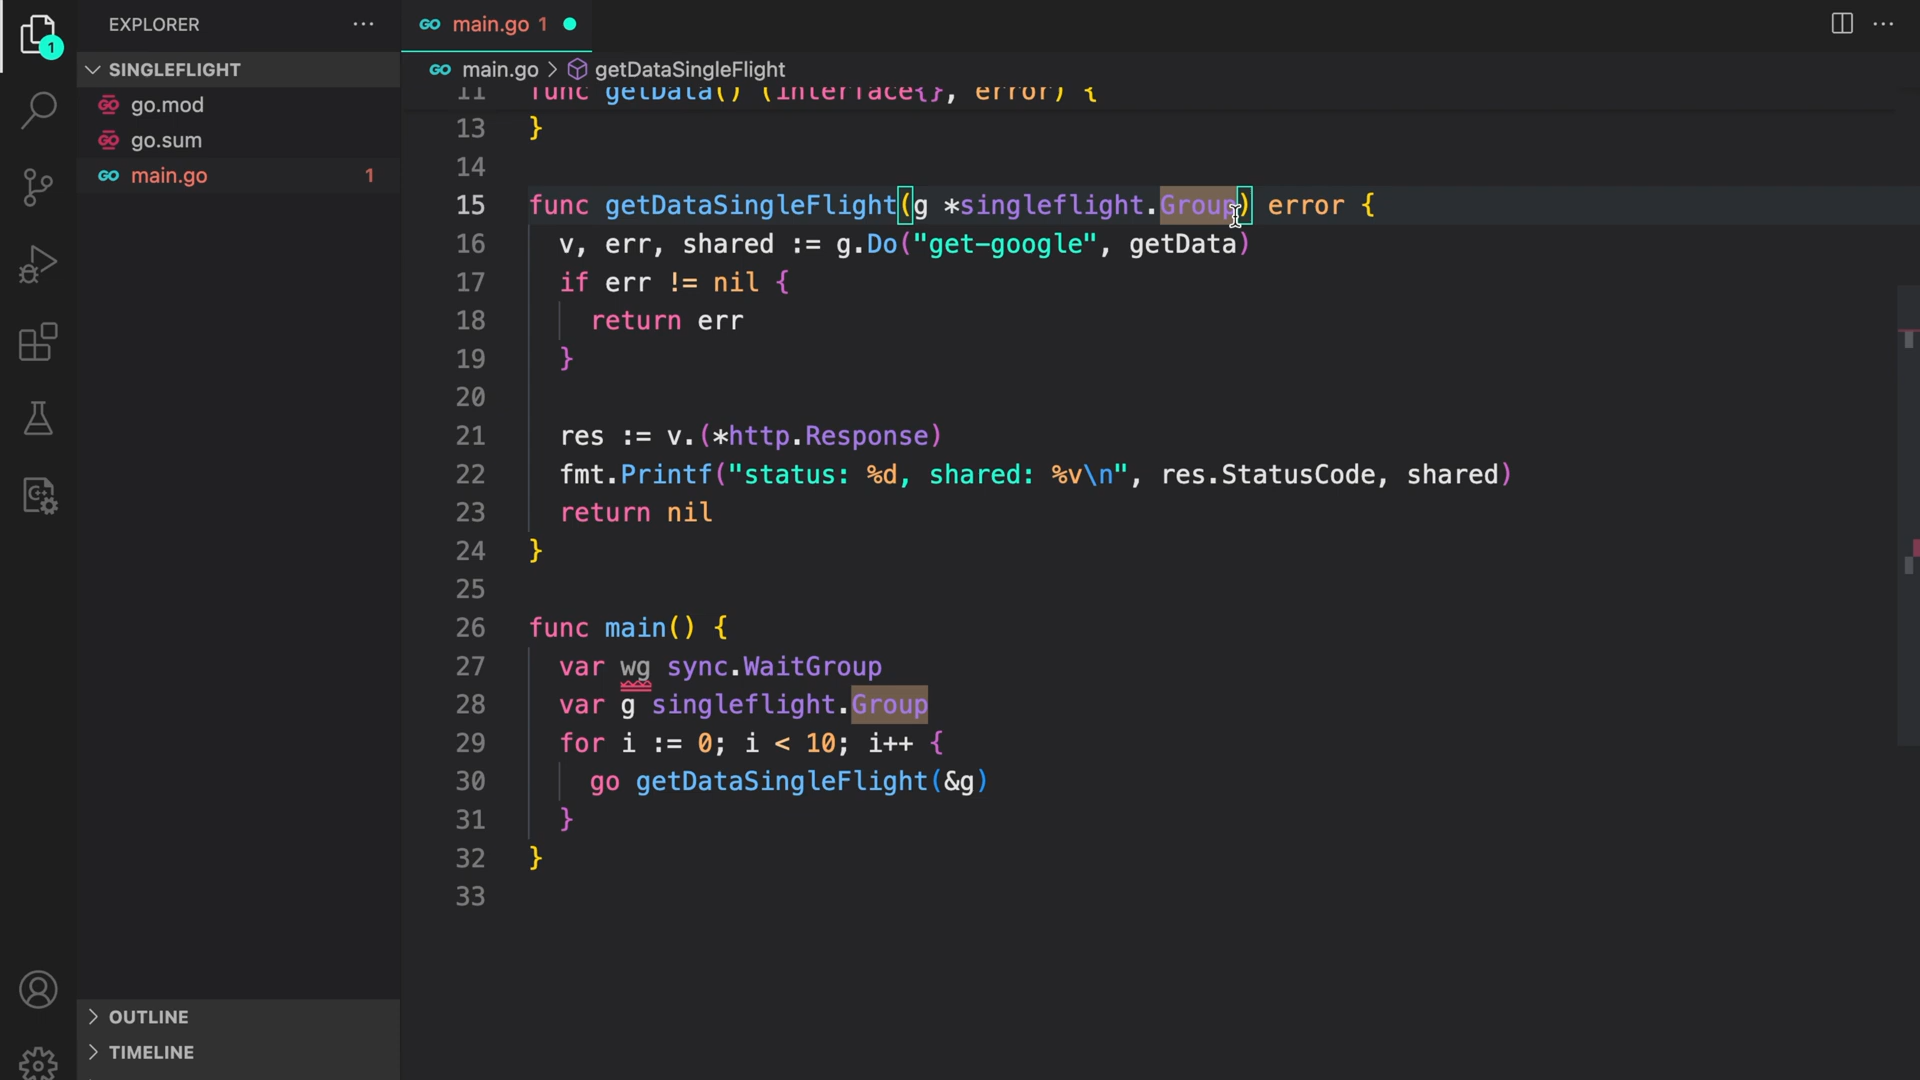 EXPLORER ...
GO main.go 1
...
SINGLEFLIGHT
GO main.go > getDataSingleFlight
go.mod
go.sum
GO main.go 1
11 func getData() (interface{}, error) {
13 }
14
15 func getDataSingleFlight(g *singleflight.Group) error {
16 v, err, shared := g.Do("get-google", getData)
17 if err != nil {
18 return err
19 }
20
21 res := v.(*http.Response)
22 fmt.Printf("status: %d, shared: %v\n", res.StatusCode, shared)
23 return nil
24 }
25
26 func main() {
27 var wg sync.WaitGroup
28 var g singleflight.Group
29 for i := 0; i < 10; i++ {
30 go getDataSingleFlight(&g)
31 }
32 }
33
1
OUTLINE
TIMELINE